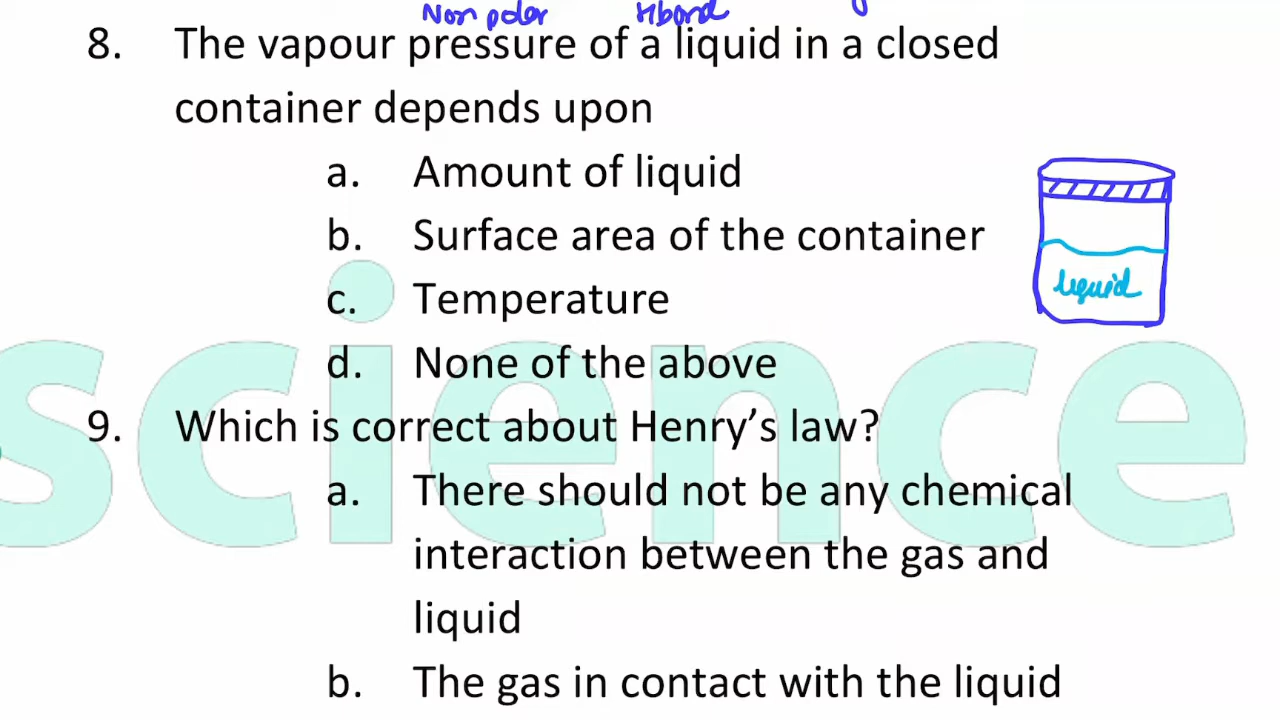 Non polar Hbond
8. The vapour pressure of a liquid in a closed
container depends upon
a. Amount of liquid
b. Surface area of the container
c. Temperature
d. None of the above
liquid
9. Which is correct about Henry’s law?
a. There should not be any chemical
interaction between the gas and
liquid
b. The gas in contact with the liquid
science